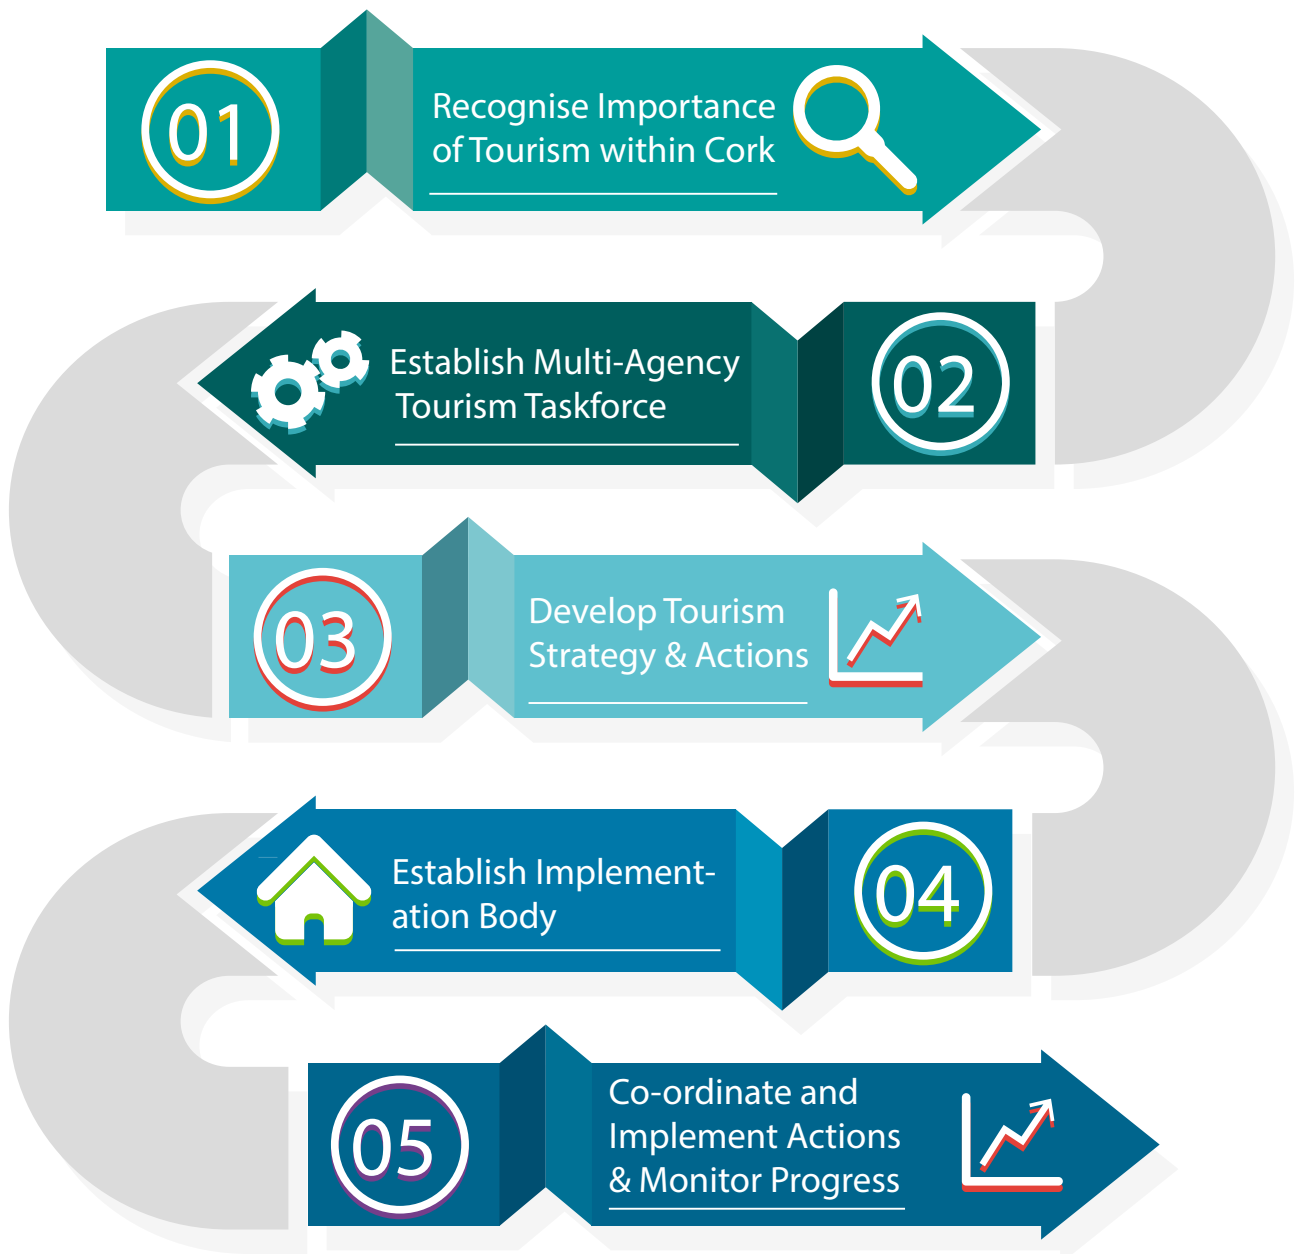 01
Recognise Importance
of Tourism within Cork
Establish Multi-Agency
Tourism Taskforce
02
03
Develop Tourism
Strategy & Actions
Establish Implement-
ation Body
04
05
Co-ordinate and
Implement Actions
& Monitor Progress